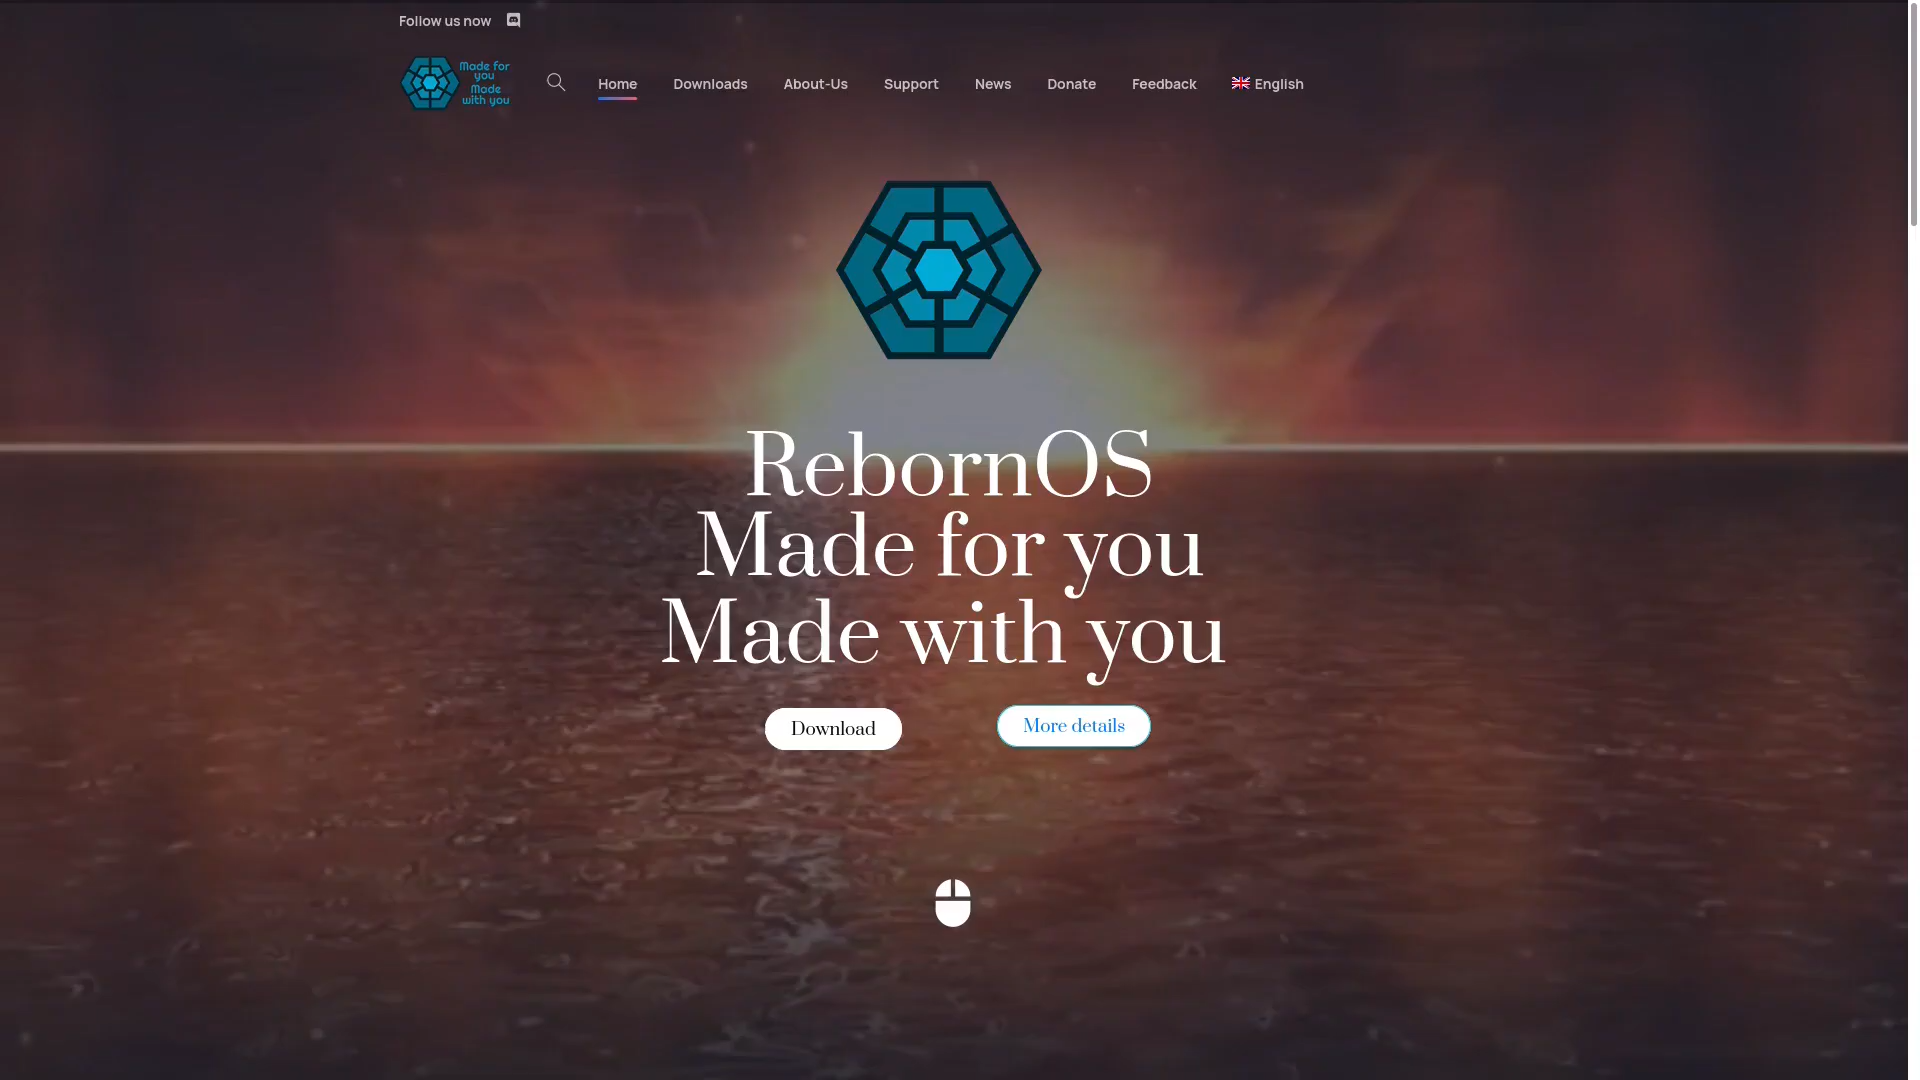 Follow us now
Made for
you
Made
with you
Home
Downloads
About-Us
Support
News
Donate
Feedback
English
RebornOS
Made for you
Made with you
Download
More details